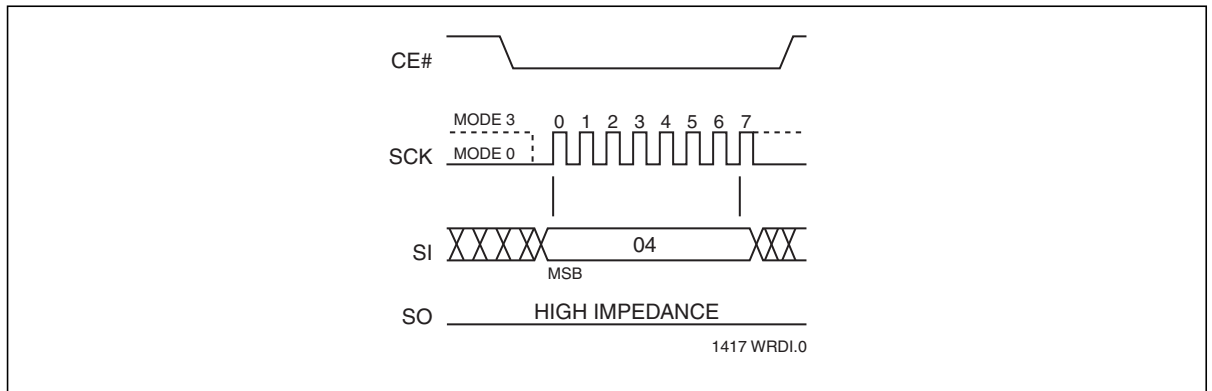 CE#
MODE 3
0 1 2 3 4 5 6 7
SCK
MODE 0
SI
04
MSB
SO
HIGH IMPEDANCE
1417 WRDI.0